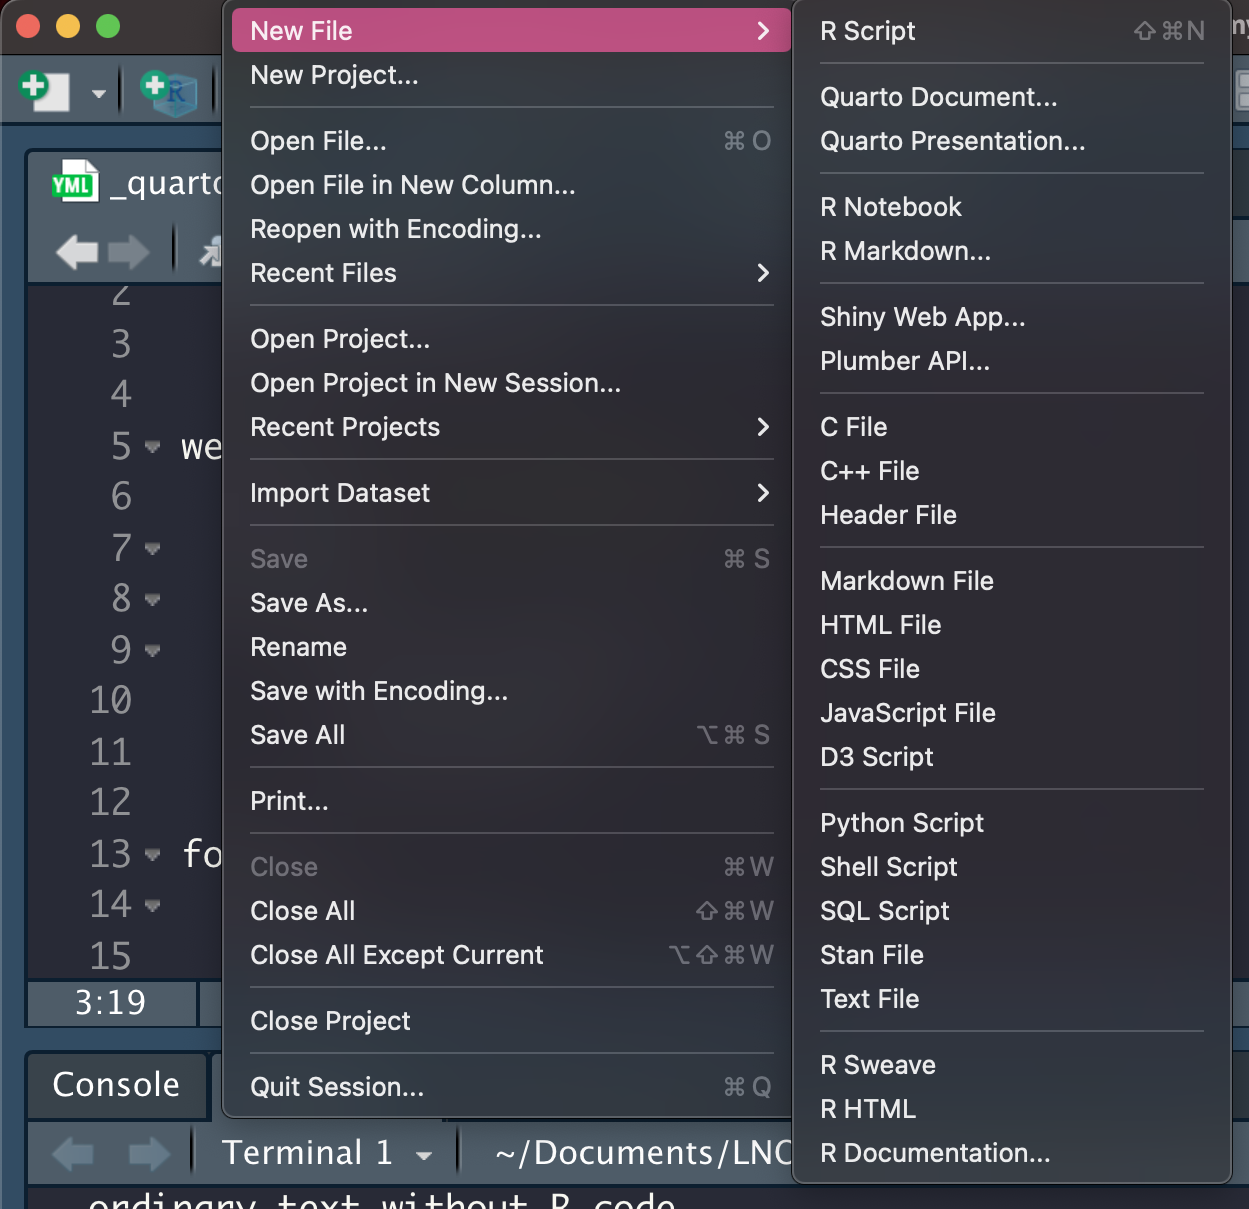 New File
New Project...
Open File... ⌘ O
Open File in New Column...
Reopen with Encoding...
Recent Files
Open Project...
Open Project in New Session...
Recent Projects
Import Dataset
Save ⌘ S
Save As...
Rename
Save with Encoding...
Save All ⌥⌘ S
Print...
Close ⌘W
Close All ⇧⌘W
Close All Except Current ⌥⇧⌘W
Close Project
Quit Session... ⌘ Q
R Script ⇧⌘N
Quarto Document...
Quarto Presentation...
R Notebook
R Markdown...
Shiny Web App...
Plumber API...
C File
C++ File
Header File
Markdown File
HTML File
CSS File
JavaScript File
D3 Script
Python Script
Shell Script
SQL Script
Stan File
Text File
R Sweave
R HTML
R Documentation...
R
YML _quarto
2
3
4
5 we
6
7
8
9
10
11
12
13 fo
14
15
3:19
Console
Terminal 1 ~/Documents/LNC
ordinary text without R code